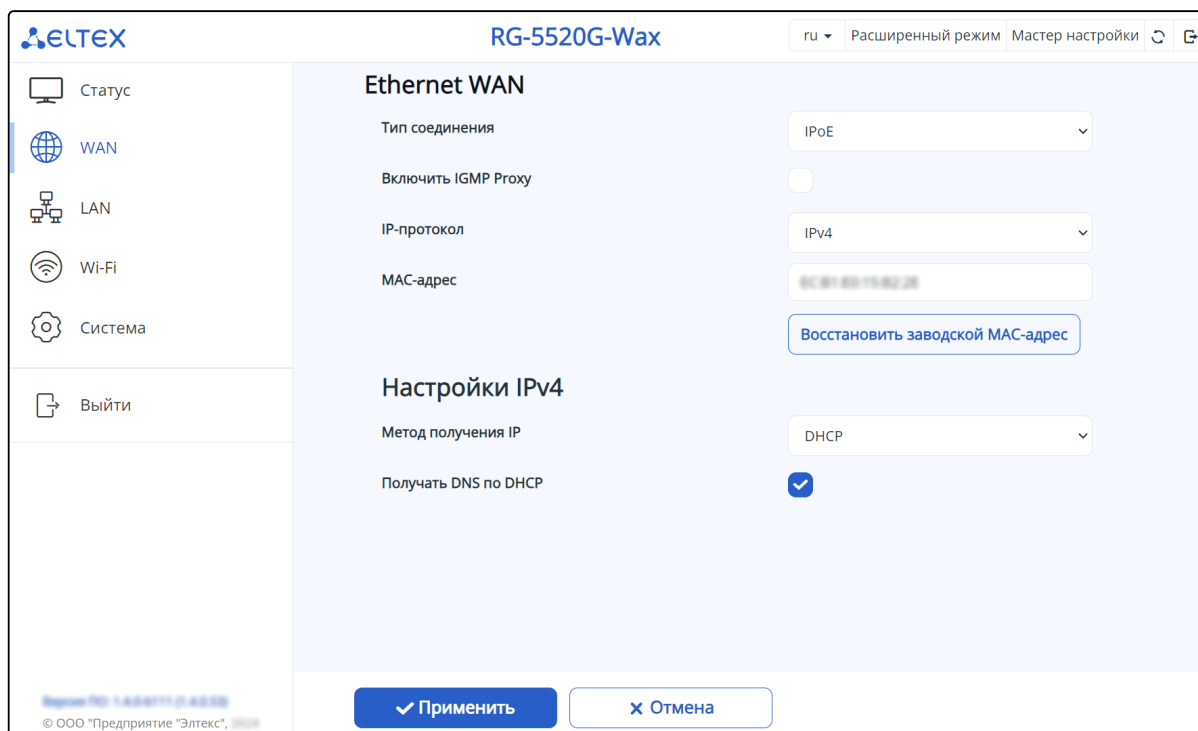 ELTEX
RG-5520G-Wax
ru
Расширенный режим
Мастер настройки
Статус
WAN
LAN
Wi-Fi
Система
Выйти
Ethernet WAN
Тип соединения
IPoE
Включить IGMP Proxy
IP-протокол
IPv4
MAC-адрес
Восстановить заводской MAC-адрес
Настройки IPv4
Метод получения IP
DHCP
Получать DNS по DHCP
Применить
Отмена
© ООО "Предприятие "Элтекс",